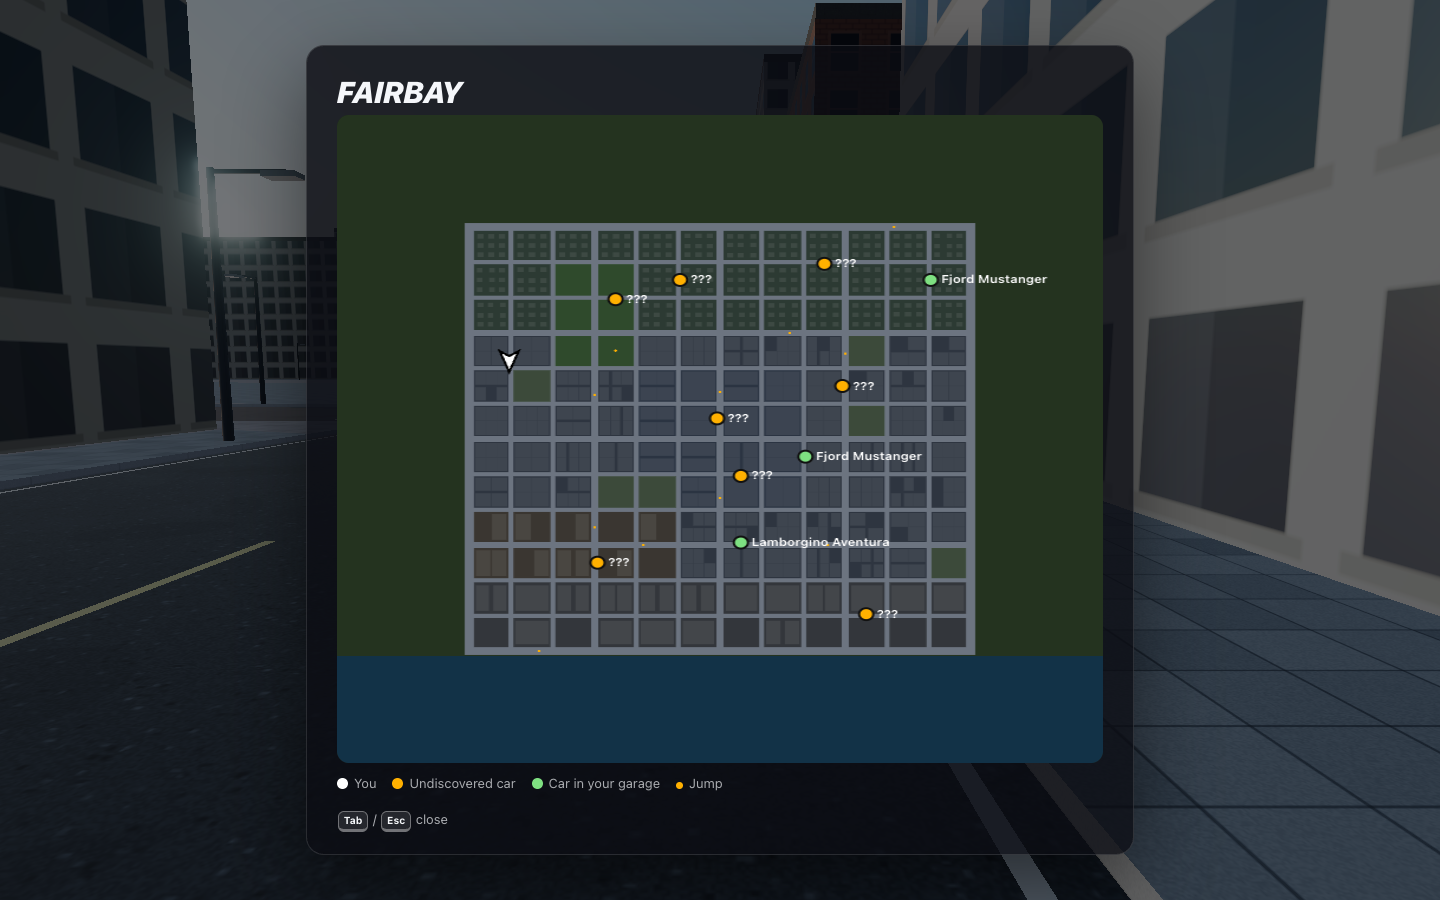 FAIRBAY
???
???
Fjord Mustanger
???
???
???
Fjord Mustanger
???
Lamborgino Aventura
???
???
You
Undiscovered car
Car in your garage
Jump
Tab / Esc close